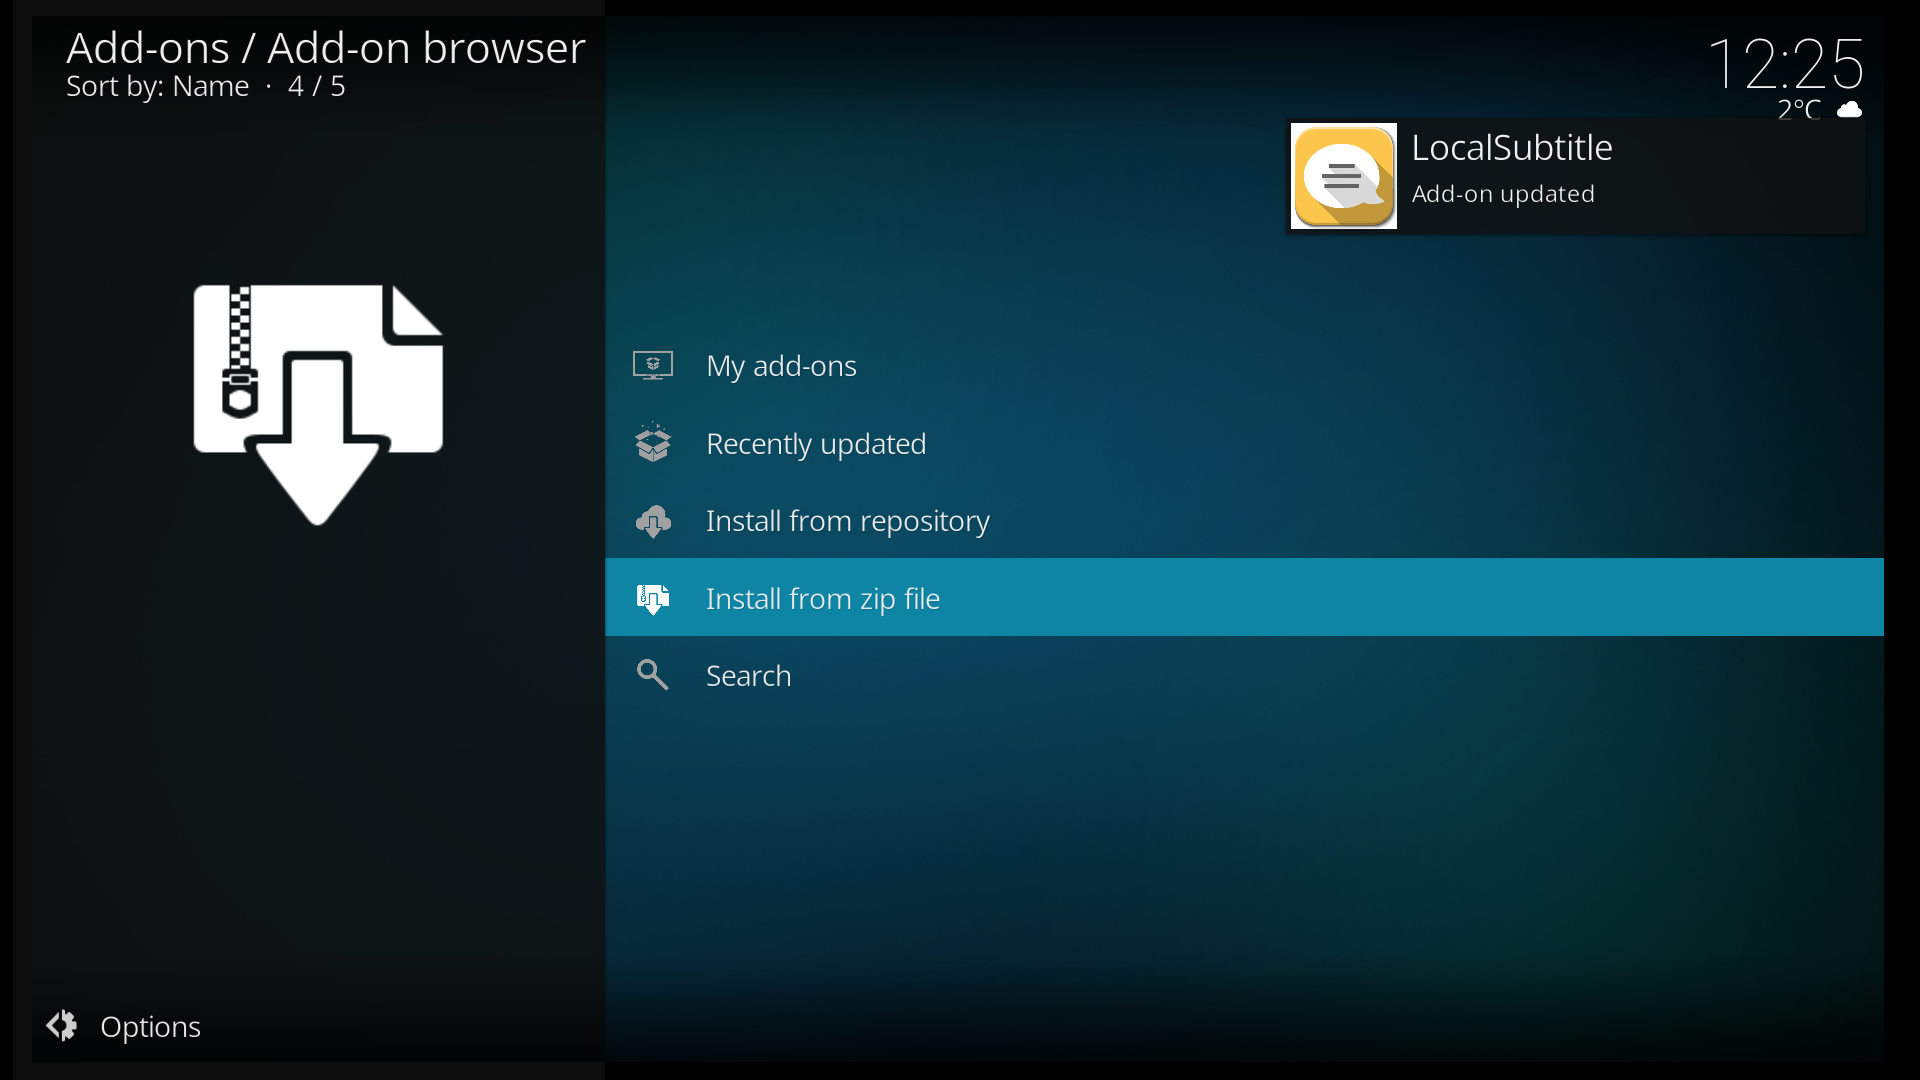 Add-ons / Add-on browser
Sort by: Name · 4 / 5
12:25
2°C
LocalSubtitle
Add-on updated
My add-ons
Recently updated
Install from repository
Install from zip file
Search
Options